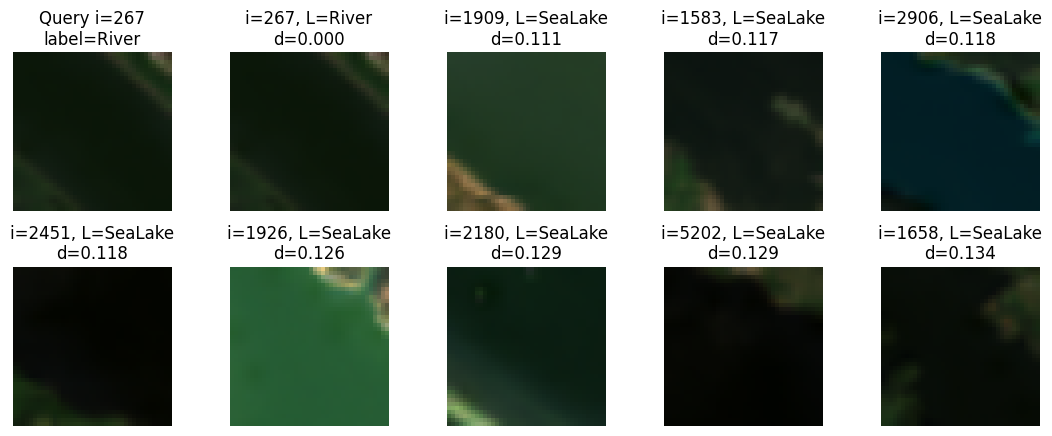 Query i=267
label=River
i=267, L=River
d=0.000
i=1909, L=SeaLake
d=0.111
i=1583, L=SeaLake
d=0.117
i=2906, L=SeaLake
d=0.118
i=2451, L=SeaLake
d=0.118
i=1926, L=SeaLake
d=0.126
i=2180, L=SeaLake
d=0.129
i=5202, L=SeaLake
d=0.129
i=1658, L=SeaLake
d=0.134